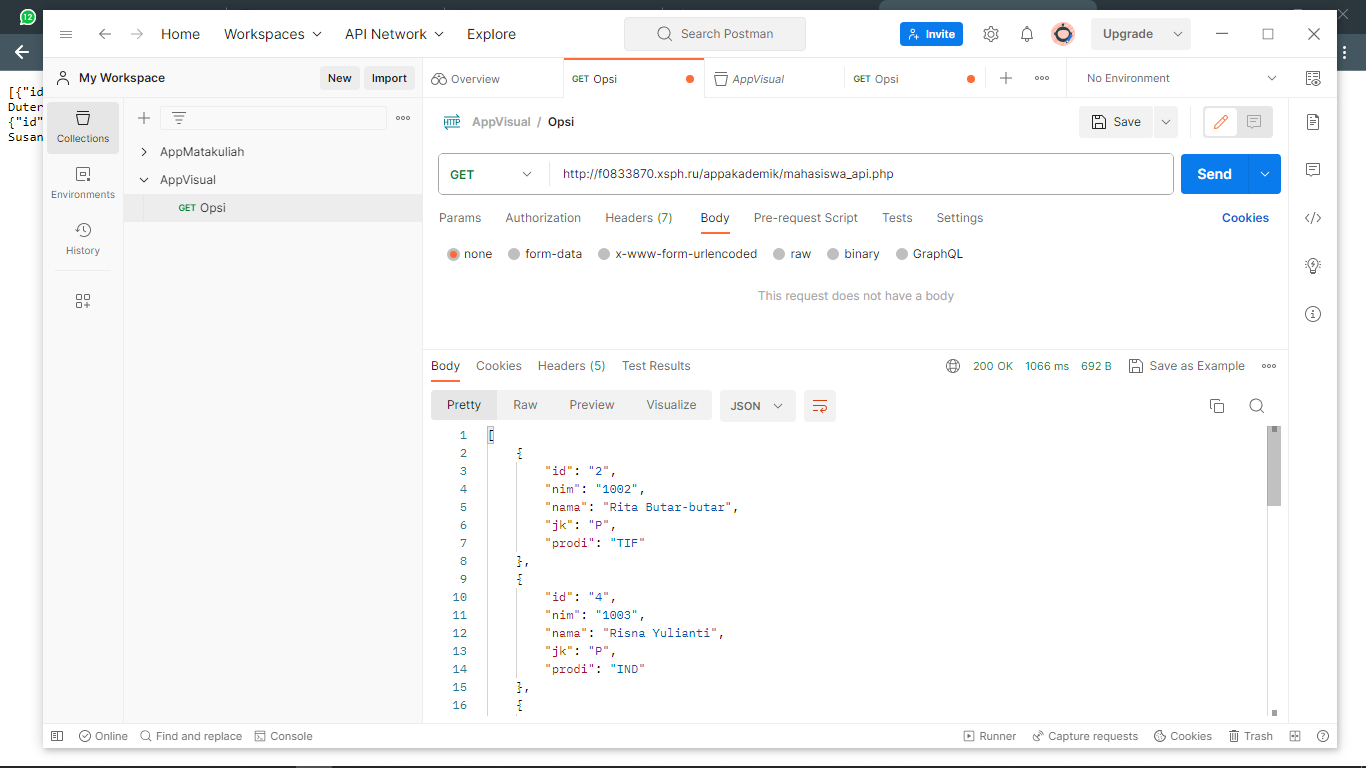 12
Home Workspaces API Network Explore Search Postman Invite Upgrade
My Workspace New Import Overview GET Opsi AppVisual GET Opsi No Environment
[{"id
Duter
{"id"
Susan
Collections
Environments
History
AppMatakuliah
AppVisual
GET Opsi
HTTP AppVisual / Opsi Save
GET http://f0833870.xsph.ru/appakademik/mahasiswa_api.php Send
Params Authorization Headers (7) Body Pre-request Script Tests Settings Cookies
none form-data x-www-form-urlencoded raw binary GraphQL
This request does not have a body
Body Cookies Headers (5) Test Results 200 OK 1066 ms 692 B Save as Example
Pretty Raw Preview Visualize JSON
1 [
2 {
3 "id": "2",
4 "nim": "1002",
5 "nama": "Rita Butar-butar",
6 "jk": "P",
7 "prodi": "TIF"
8 },
9 {
10 "id": "4",
11 "nim": "1003",
12 "nama": "Risna Yulianti",
13 "jk": "P",
14 "prodi": "IND"
15 },
16 {
Online Find and replace Console Runner Capture requests Cookies Trash